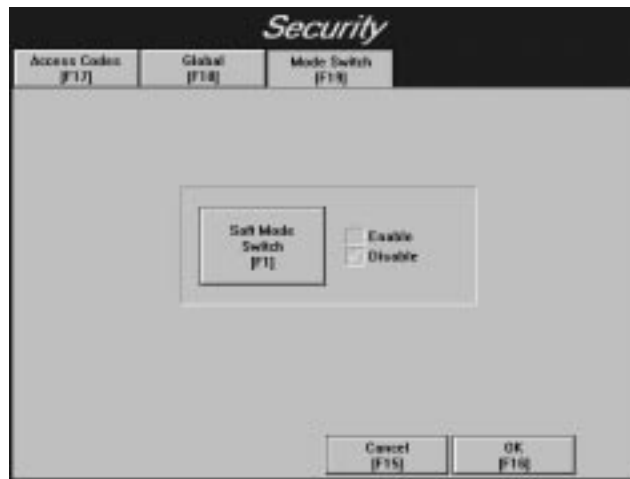 Security
Access Codes
[F17]
Global
[F18]
Mode Switch
[F19]
Soft Mode
Switch
[F1]
Enable
Disable
Cancel
[F15]
OK
[F16]